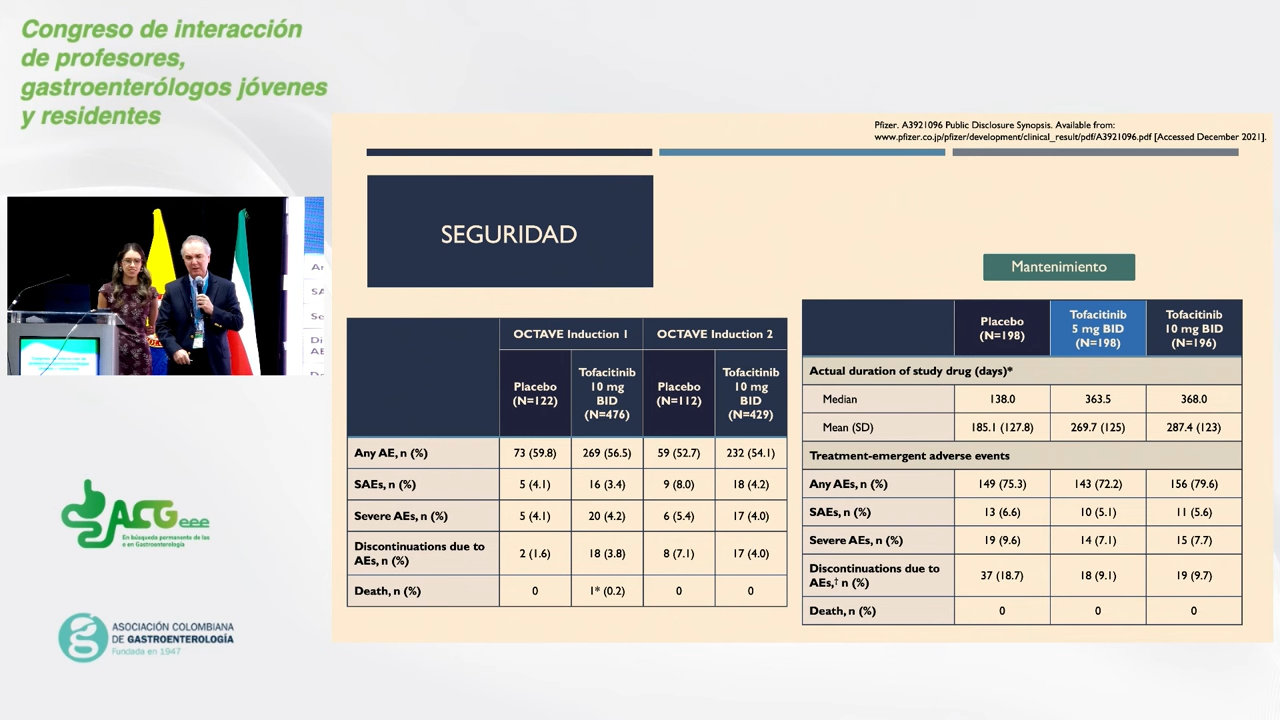 Congreso de interacción
de profesores,
gastroenterólogos jóvenes
y residentes
Pfizer. A3921096 Public Disclosure Synopsis. Available from:
www.pfizer.co.jp/pfizer/development/clinical_result/pdf/A3921096.pdf [Accessed December 2021].
SEGURIDAD
OCTAVE Induction 1 OCTAVE Induction 2
Placebo (N=122) Tofacitinib 10 mg BID (N=476) Placebo (N=112) Tofacitinib 10 mg BID (N=429)
Any AE, n (%) 73 (59.8) 269 (56.5) 59 (52.7) 232 (54.1)
SAEs, n (%) 5 (4.1) 16 (3.4) 9 (8.0) 18 (4.2)
Severe AEs, n (%) 5 (4.1) 20 (4.2) 6 (5.4) 17 (4.0)
Discontinuations due to AEs, n (%) 2 (1.6) 18 (3.8) 8 (7.1) 17 (4.0)
Death, n (%) 0 1* (0.2) 0 0
Mantenimiento
Placebo (N=198) Tofacitinib 5 mg BID (N=198) Tofacitinib 10 mg BID (N=196)
Actual duration of study drug (days)*
Median 138.0 363.5 368.0
Mean (SD) 185.1 (127.8) 269.7 (125) 287.4 (123)
Treatment-emergent adverse events
Any AEs, n (%) 149 (75.3) 143 (72.2) 156 (79.6)
SAEs, n (%) 13 (6.6) 10 (5.1) 11 (5.6)
Severe AEs, n (%) 19 (9.6) 14 (7.1) 15 (7.7)
Discontinuations due to AEs,† n (%) 37 (18.7) 18 (9.1) 19 (9.7)
Death, n (%) 0 0 0
ACGeee
En búsqueda permanente de las
e en Gastroenterología
ASOCIACIÓN COLOMBIANA
DE GASTROENTEROLOGÍA
Fundada en 1947